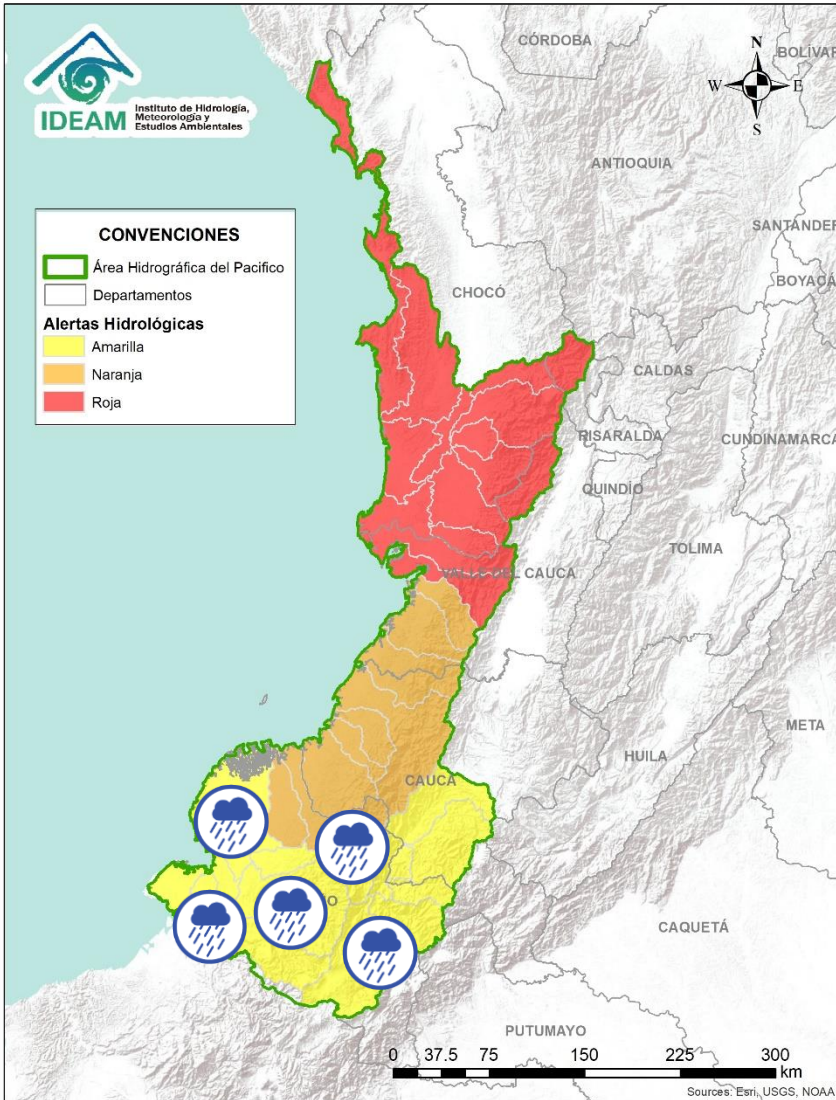 IDEAM
Instituto de Hidrología,
Meteorología y
Estudios Ambientales
CONVENCIONES
Área Hidrográfica del Pacifico
Departamentos
Alertas Hidrológicas
Amarilla
Naranja
Roja
N
W E
S
CÓRDOBA
BOLÍVAR
ANTIOQUIA
SANTANDER
BOYACÁ
CHOCÓ
CALDAS
RISARALDA
CUNDINAMARCA
QUINDÍO
TOLIMA
VALLE DEL CAUCA
META
HUILA
CAUCA
CAQUETÁ
PUTUMAYO
0 37.5 75 150 225 300
km
Sources: Esri, USGS, NOAA